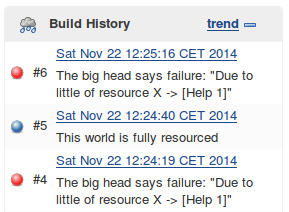 Build History trend
Sat Nov 22 12:25:16 CET 2014
#6 The big head says failure: "Due to
little of resource X -> [Help 1]"
Sat Nov 22 12:24:40 CET 2014
#5 This world is fully resourced
Sat Nov 22 12:24:19 CET 2014
#4 The big head says failure: "Due to
little of resource X -> [Help 1]"